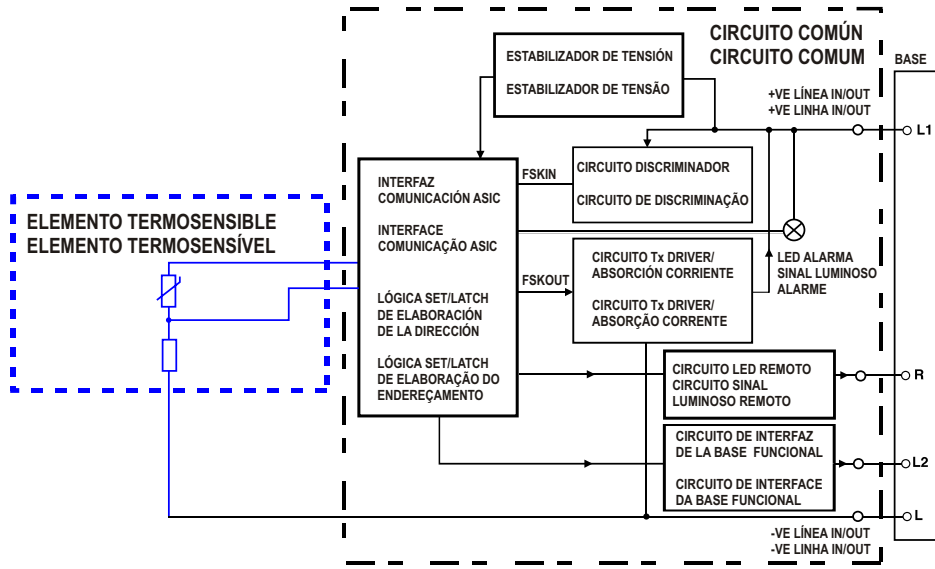 CIRCUITO COMÚN
CIRCUITO COMUM
BASE
ESTABILIZADOR DE TENSIÓN
ESTABILIZADOR DE TENSÃO
+VE LÍNEA IN/OUT
+VE LINHA IN/OUT
L1
INTERFAZ
COMUNICACIÓN ASIC
INTERFACE
COMUNICAÇÃO ASIC
LÓGICA SET/LATCH
DE ELABORACIÓN
DE LA DIRECCIÓN
LÓGICA SET/LATCH
DE ELABORAÇÃO DO
ENDEREÇAMENTO
FSKIN
CIRCUITO DISCRIMINADOR
CIRCUITO DE DISCRIMINAÇÃO
ELEMENTO TERMOSENSIBLE
ELEMENTO TERMOSENSÍVEL
FSKOUT
CIRCUITO Tx DRIVER/
ABSORCIÓN CORRIENTE
CIRCUITO Tx DRIVER/
ABSORÇÃO CORRENTE
LED ALARMA
SINAL LUMINOSO
ALARME
CIRCUITO LED REMOTO
CIRCUITO SINAL
LUMINOSO REMOTO
R
CIRCUITO DE INTERFAZ
DE LA BASE FUNCIONAL
CIRCUITO DE INTERFACE
DA BASE FUNCIONAL
L2
L
-VE LÍNEA IN/OUT
-VE LINHA IN/OUT